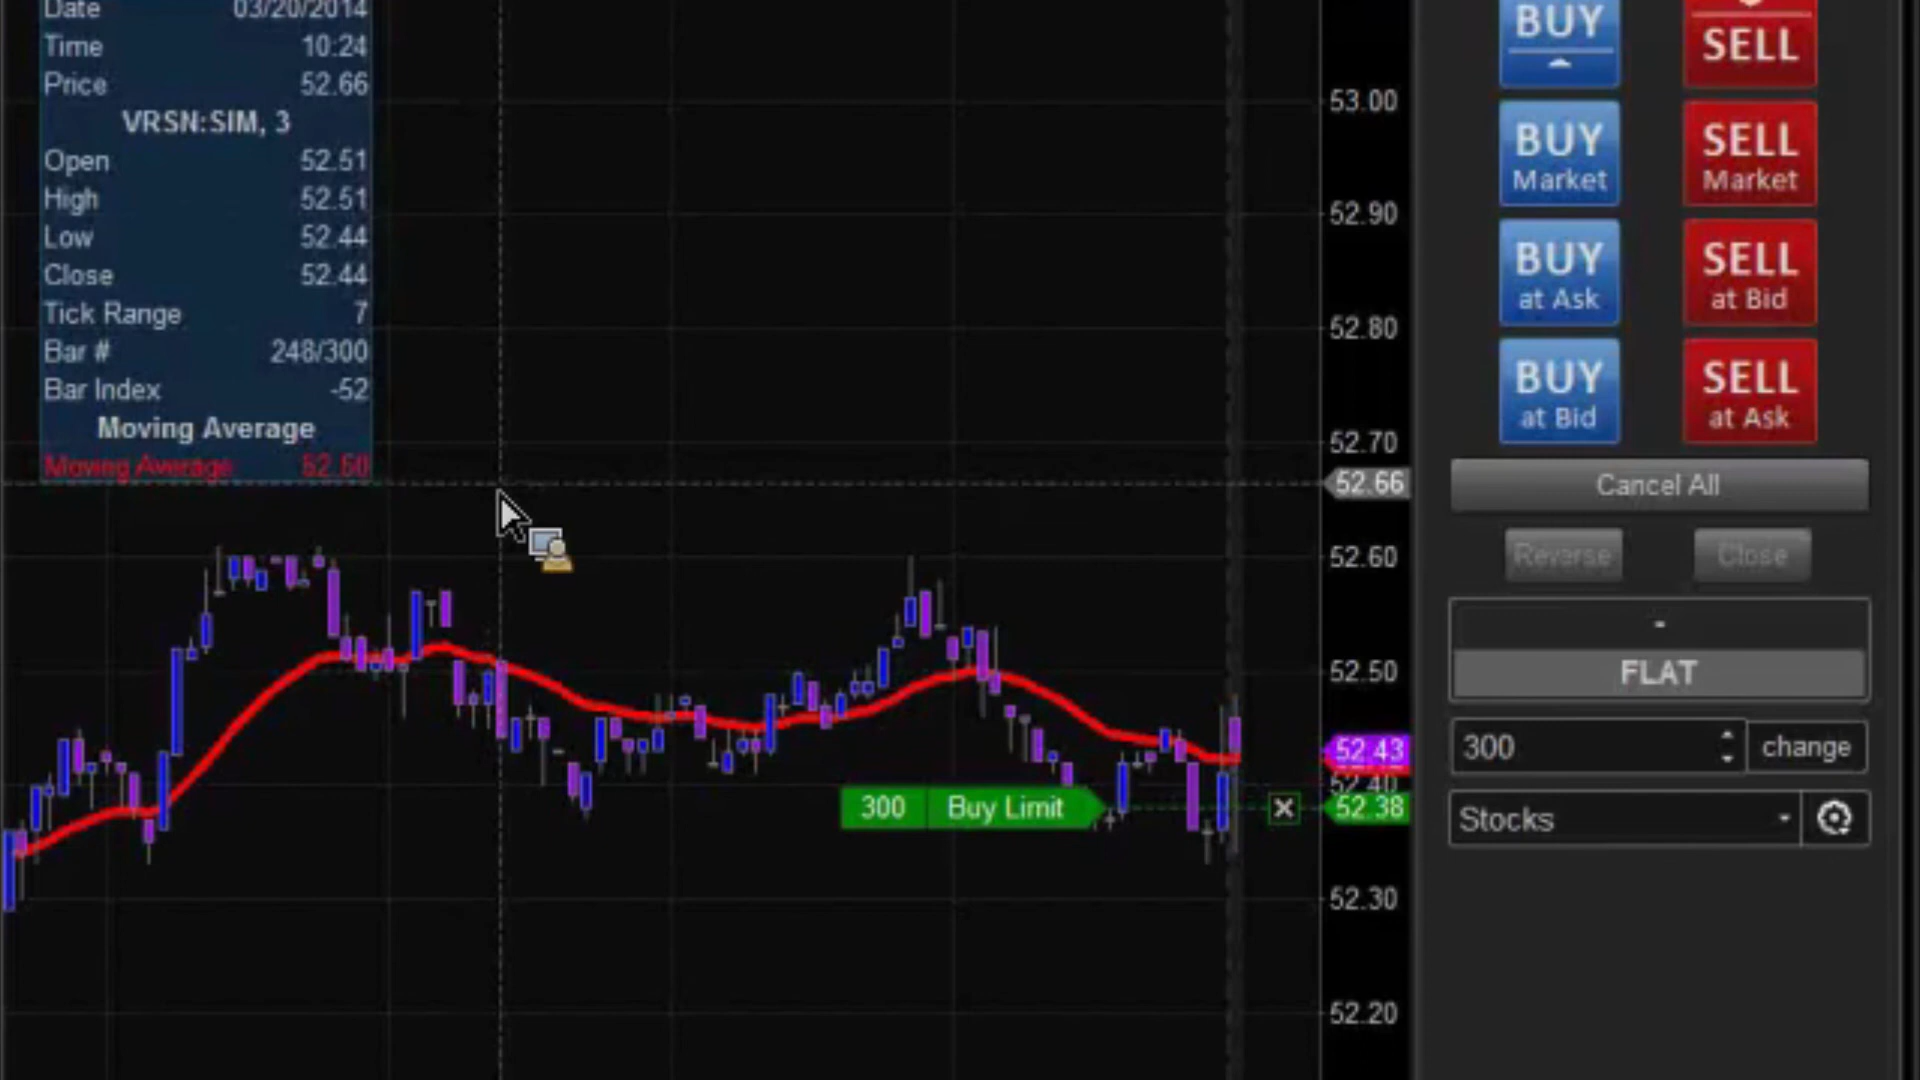 Date 03/20/2014
Time 10:24
Price 52.66
VRSN:SIM, 3
Open 52.51
High 52.51
Low 52.44
Close 52.44
Tick Range 7
Bar # 248/300
Bar Index -52
Moving Average
Moving Average 52.50
53.00
52.90
52.80
52.70
52.66
52.60
52.50
52.43
52.40
52.38
52.30
52.20
300 Buy Limit
BUY SELL
BUY Market SELL Market
BUY at Ask SELL at Bid
BUY at Bid SELL at Ask
Cancel All
Reverse Close
-
FLAT
300 change
Stocks